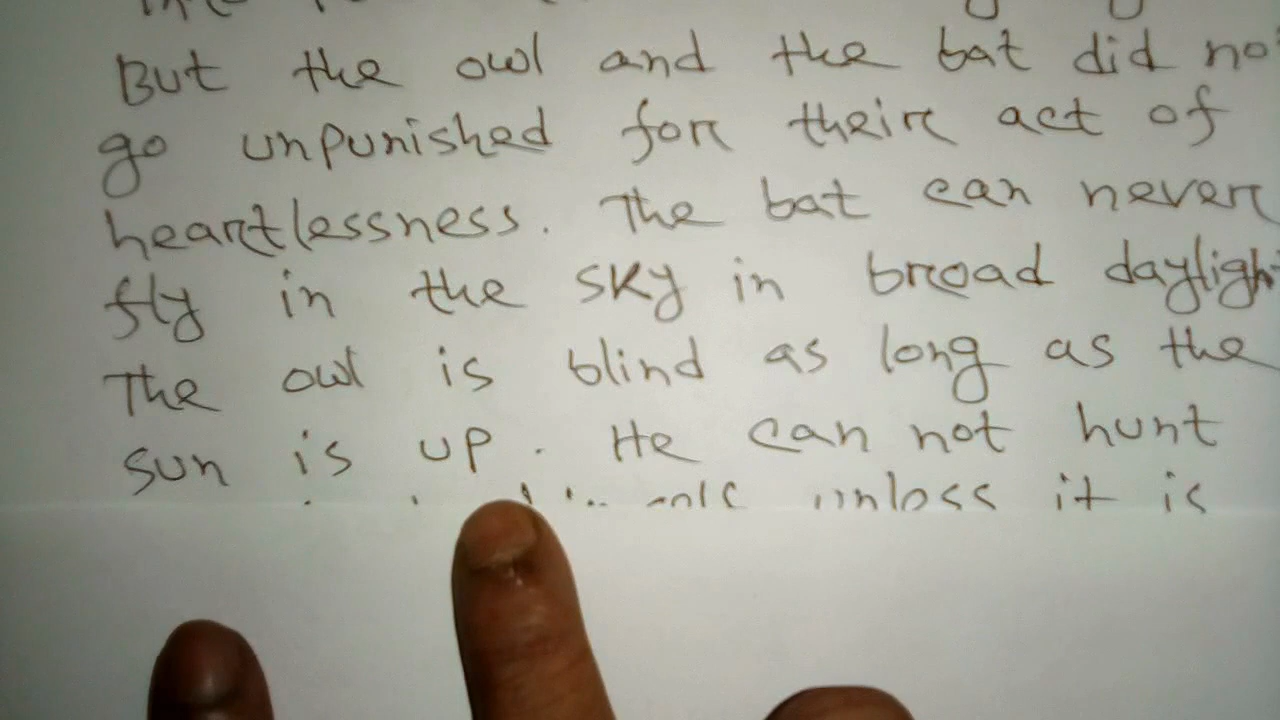 But the owl and the bat did no
go unpunished for their act of
heartlessness. The bat can never
fly in the sky in broad dayligh
The owl is blind as long as the
sun is up. He can not hunt
unless it is